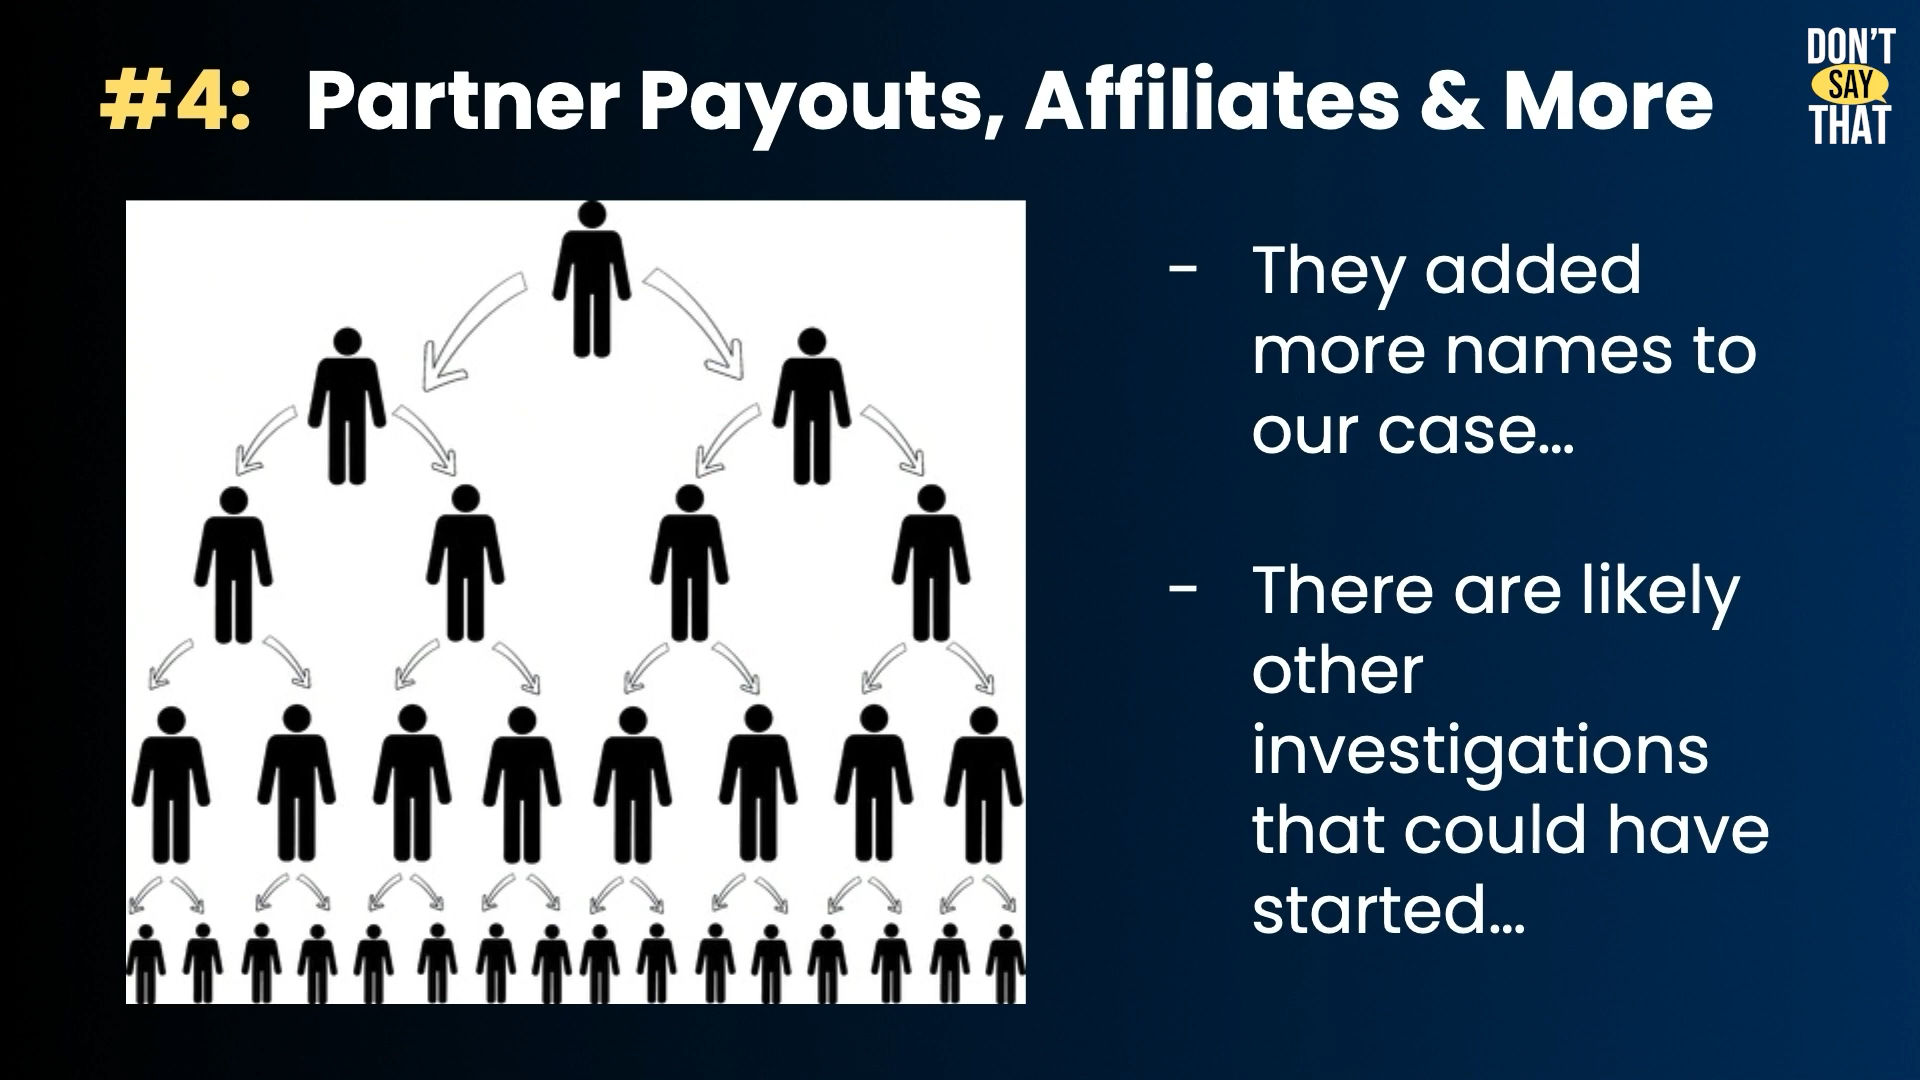 #4: Partner Payouts, Affiliates & More
DON'T
SAY
THAT
- They added
more names to
our case...
- There are likely
other
investigations
that could have
started...